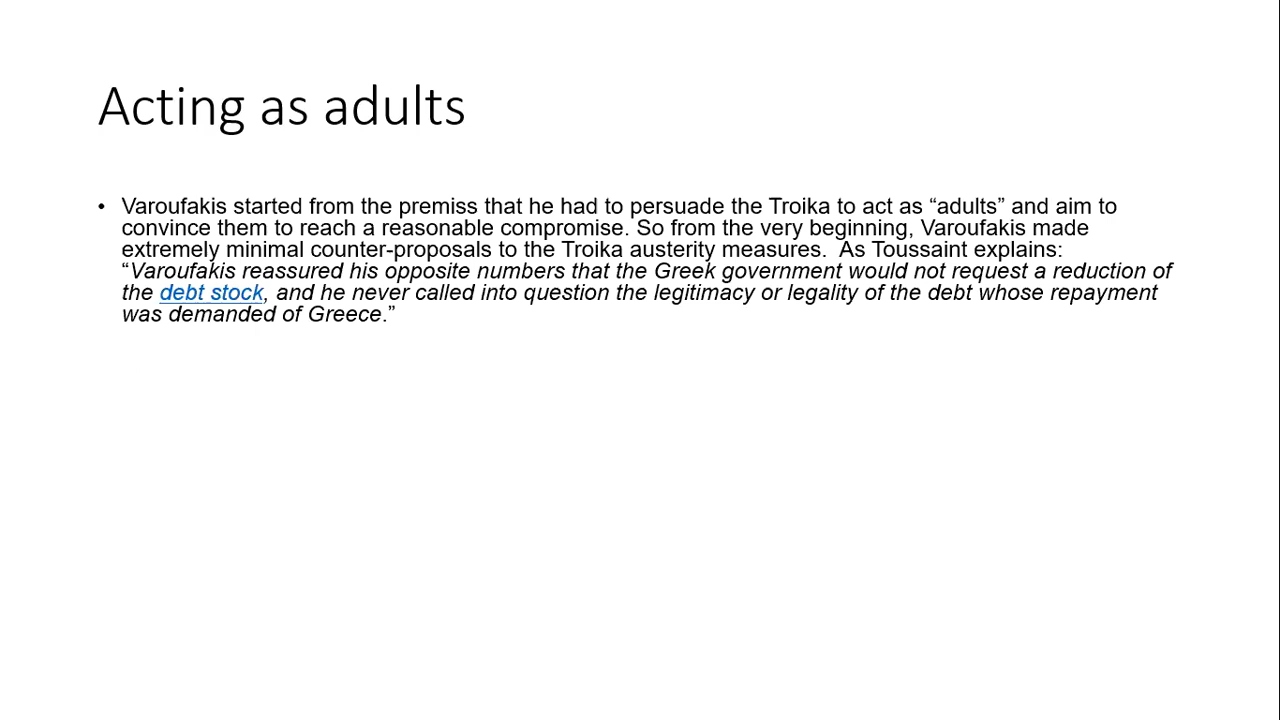 Acting as adults
• Varoufakis started from the premiss that he had to persuade the Troika to act as “adults” and aim to
convince them to reach a reasonable compromise. So from the very beginning, Varoufakis made
extremely minimal counter-proposals to the Troika austerity measures.  As Toussaint explains:
“Varoufakis reassured his opposite numbers that the Greek government would not request a reduction of
the debt stock, and he never called into question the legitimacy or legality of the debt whose repayment
was demanded of Greece.”